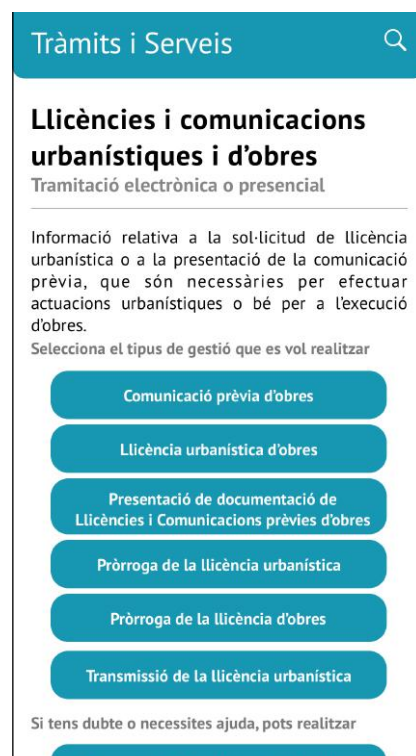 Tràmits i Serveis
Llicències i comunicacions
urbanístiques i d'obres
Tramitació electrònica o presencial
Informació relativa a la sol·licitud de llicència
urbanística o a la presentació de la comunicació
prèvia, que són necessàries per efectuar
actuacions urbanístiques o bé per a l'execució
d'obres.
Selecciona el tipus de gestió que es vol realitzar
Comunicació prèvia d'obres
Llicència urbanística d'obres
Presentació de documentació de
Llicències i Comunicacions prèvies d'obres
Pròrroga de la llicència urbanística
Pròrroga de la llicència d'obres
Transmissió de la llicència urbanística
Si tens dubte o necessites ajuda, pots realitzar